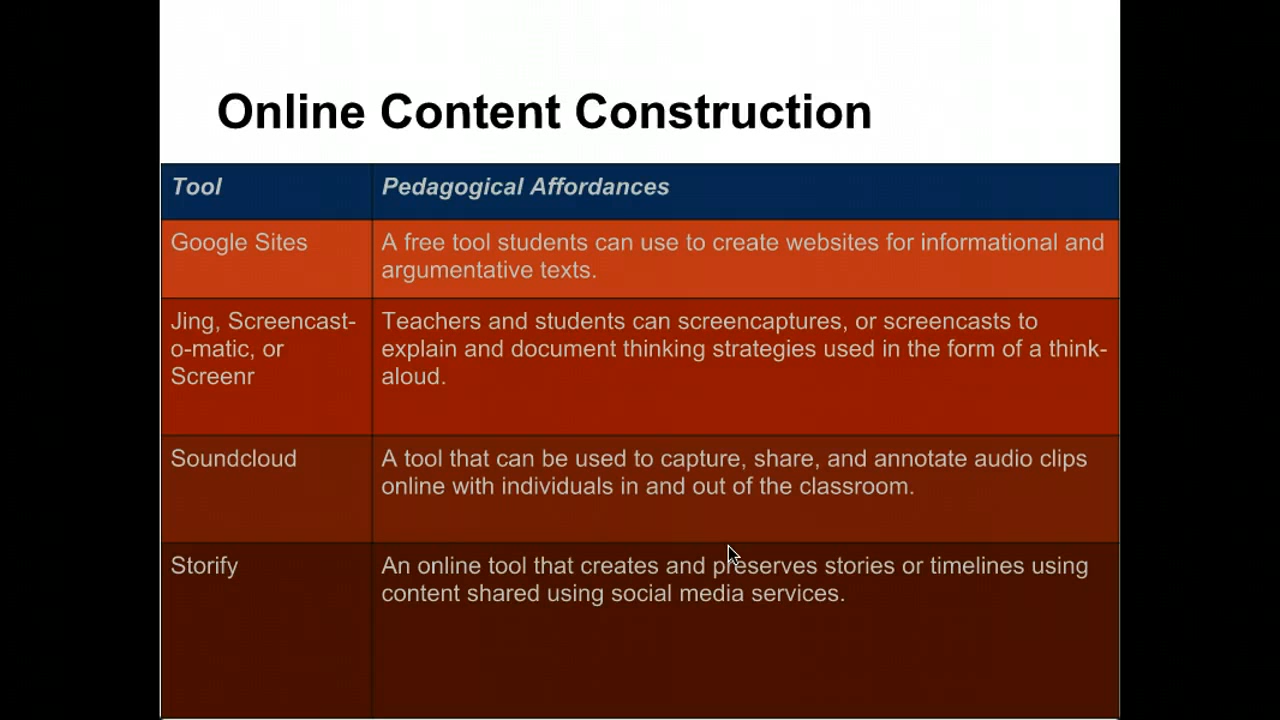 Online Content Construction
Tool
Pedagogical Affordances
Google Sites
A free tool students can use to create websites for informational and
argumentative texts.
Jing, Screencast-
o-matic, or
Screenr
Teachers and students can screencaptures, or screencasts to
explain and document thinking strategies used in the form of a think-
aloud.
Soundcloud
A tool that can be used to capture, share, and annotate audio clips
online with individuals in and out of the classroom.
Storify
An online tool that creates and preserves stories or timelines using
content shared using social media services.